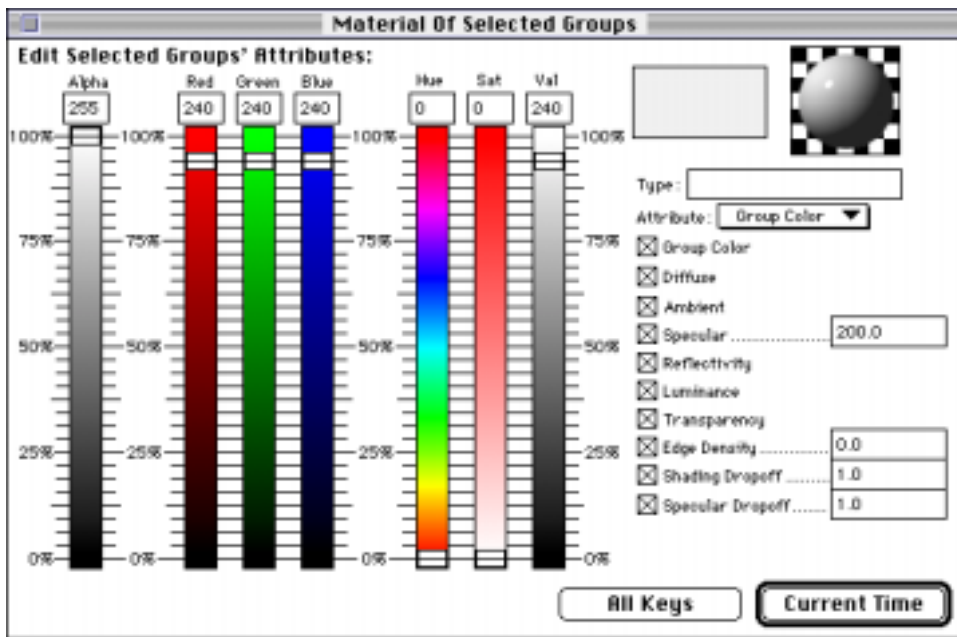 Material Of Selected Groups
Edit Selected Groups' Attributes:
Alpha Red Green Blue Hue Sat Val
255 240 240 240 0 0 240
100% 100% 100% 100%
75% 75% 75% 75%
50% 50% 50% 50%
25% 25% 25% 25%
0% 0% 0% 0%
Type:
Attribute: Group Color
Group Color
Diffuse
Ambient
Specular .................. 200.0
Reflectivity
Luminance
Transparency
Edge Density ............ 0.0
Shading Dropoff ....... 1.0
Specular Dropoff ...... 1.0
All Keys Current Time